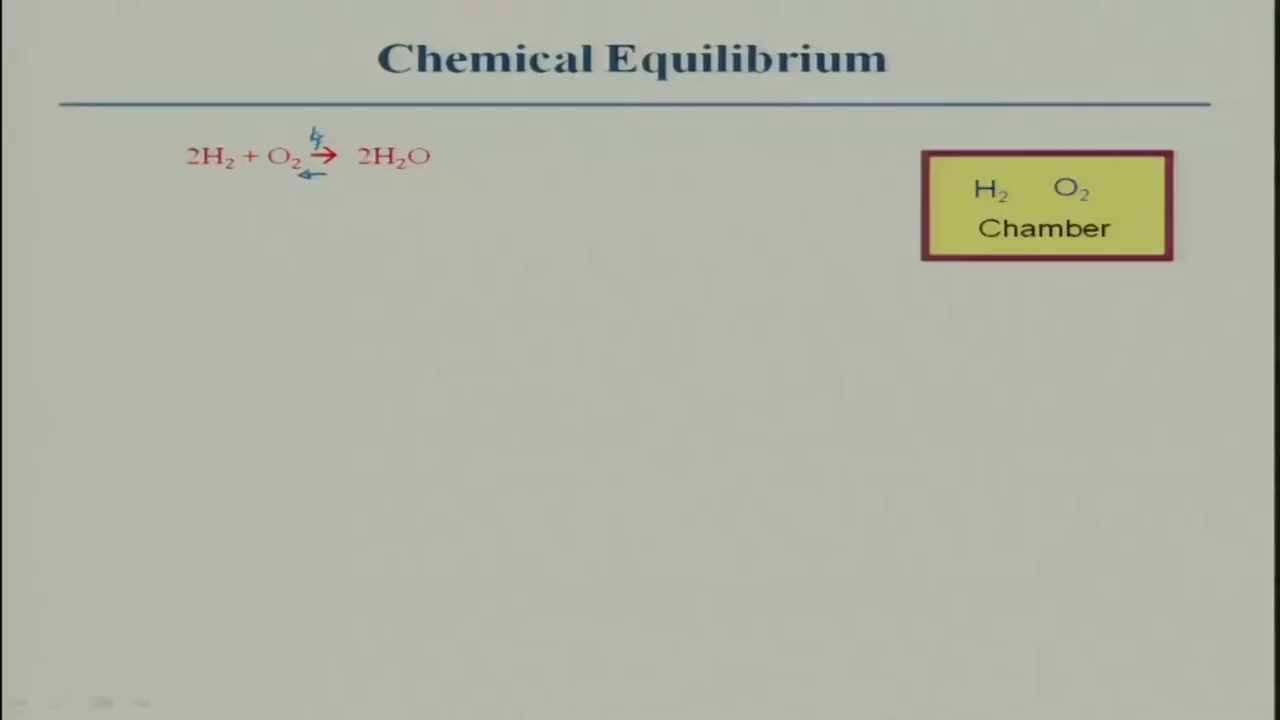 Chemical Equilibrium
2H₂ + O₂ → 2H₂O
←
H₂ O₂
Chamber